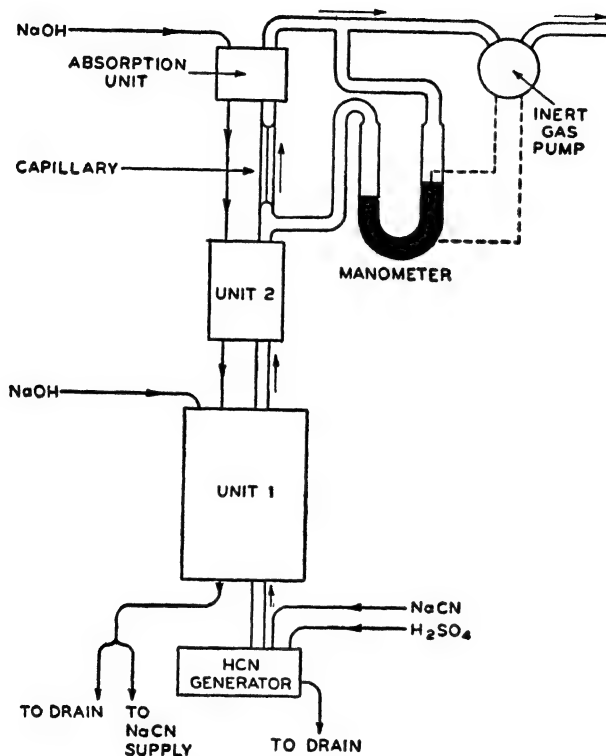 NaOH
ABSORPTION
UNIT
CAPILLARY
INERT
GAS
PUMP
MANOMETER
UNIT 2
NaOH
UNIT 1
NaCN
H₂SO₄
HCN
GENERATOR
TO DRAIN
TO
NaCN
SUPPLY
TO DRAIN